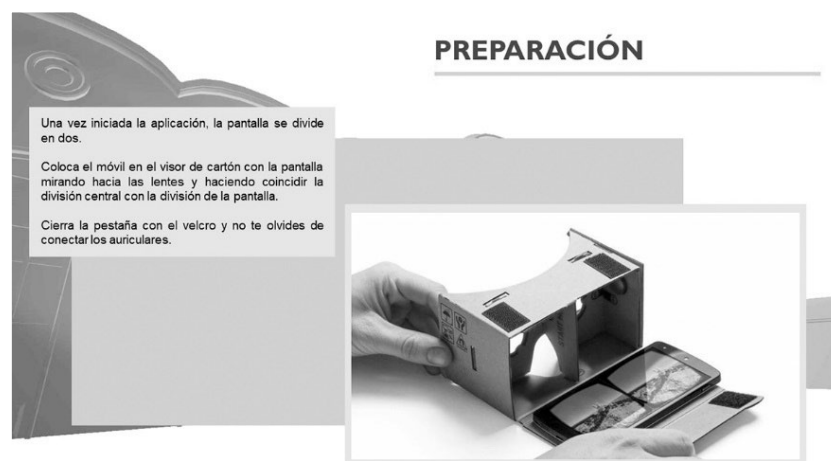 PREPARACIÓN
Una vez iniciada la aplicación, la pantalla se divide
en dos.
Coloca el móvil en el visor de cartón con la pantalla
mirando hacia las lentes y haciendo coincidir la
división central con la división de la pantalla.
Cierra la pestaña con el velcro y no te olvides de
conectar los auriculares.